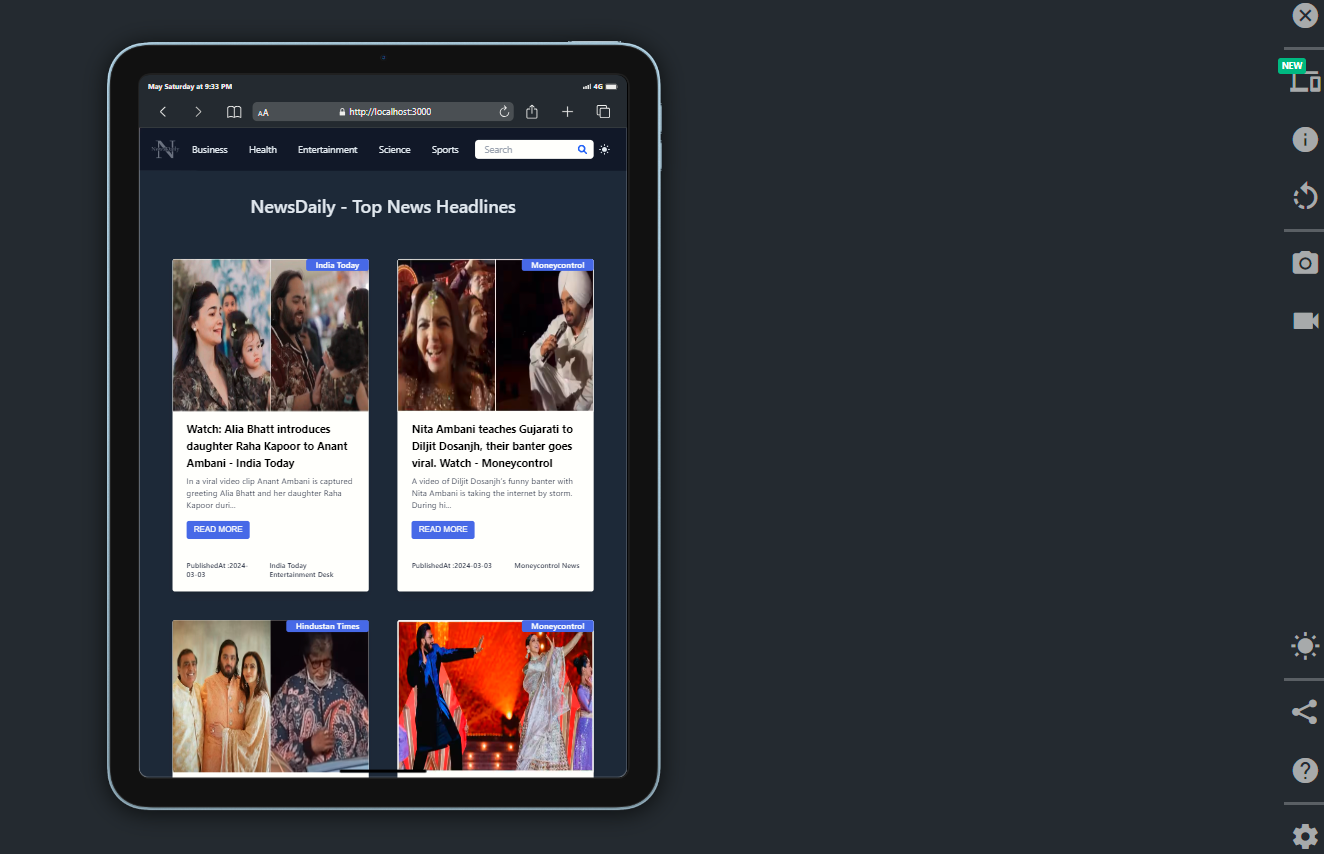 May Saturday at 9:33 PM
4G
AA
http://localhost:3000
NEW
N
Business
Health
Entertainment
Science
Sports
Search
NewsDaily - Top News Headlines
India Today
Watch: Alia Bhatt introduces
daughter Raha Kapoor to Anant
Ambani - India Today
In a viral video clip Anant Ambani is captured
greeting Alia Bhatt and her daughter Raha
Kapoor duri...
READ MORE
PublishedAt :2024-
03-03
India Today
Entertainment Desk
Moneycontrol
Nita Ambani teaches Gujarati to
Diljit Dosanjh, their banter goes
viral. Watch - Moneycontrol
A video of Diljit Dosanjh's funny banter with
Nita Ambani is taking the internet by storm.
During hi...
READ MORE
PublishedAt :2024-03-03
Moneycontrol News
Hindustan Times
Moneycontrol